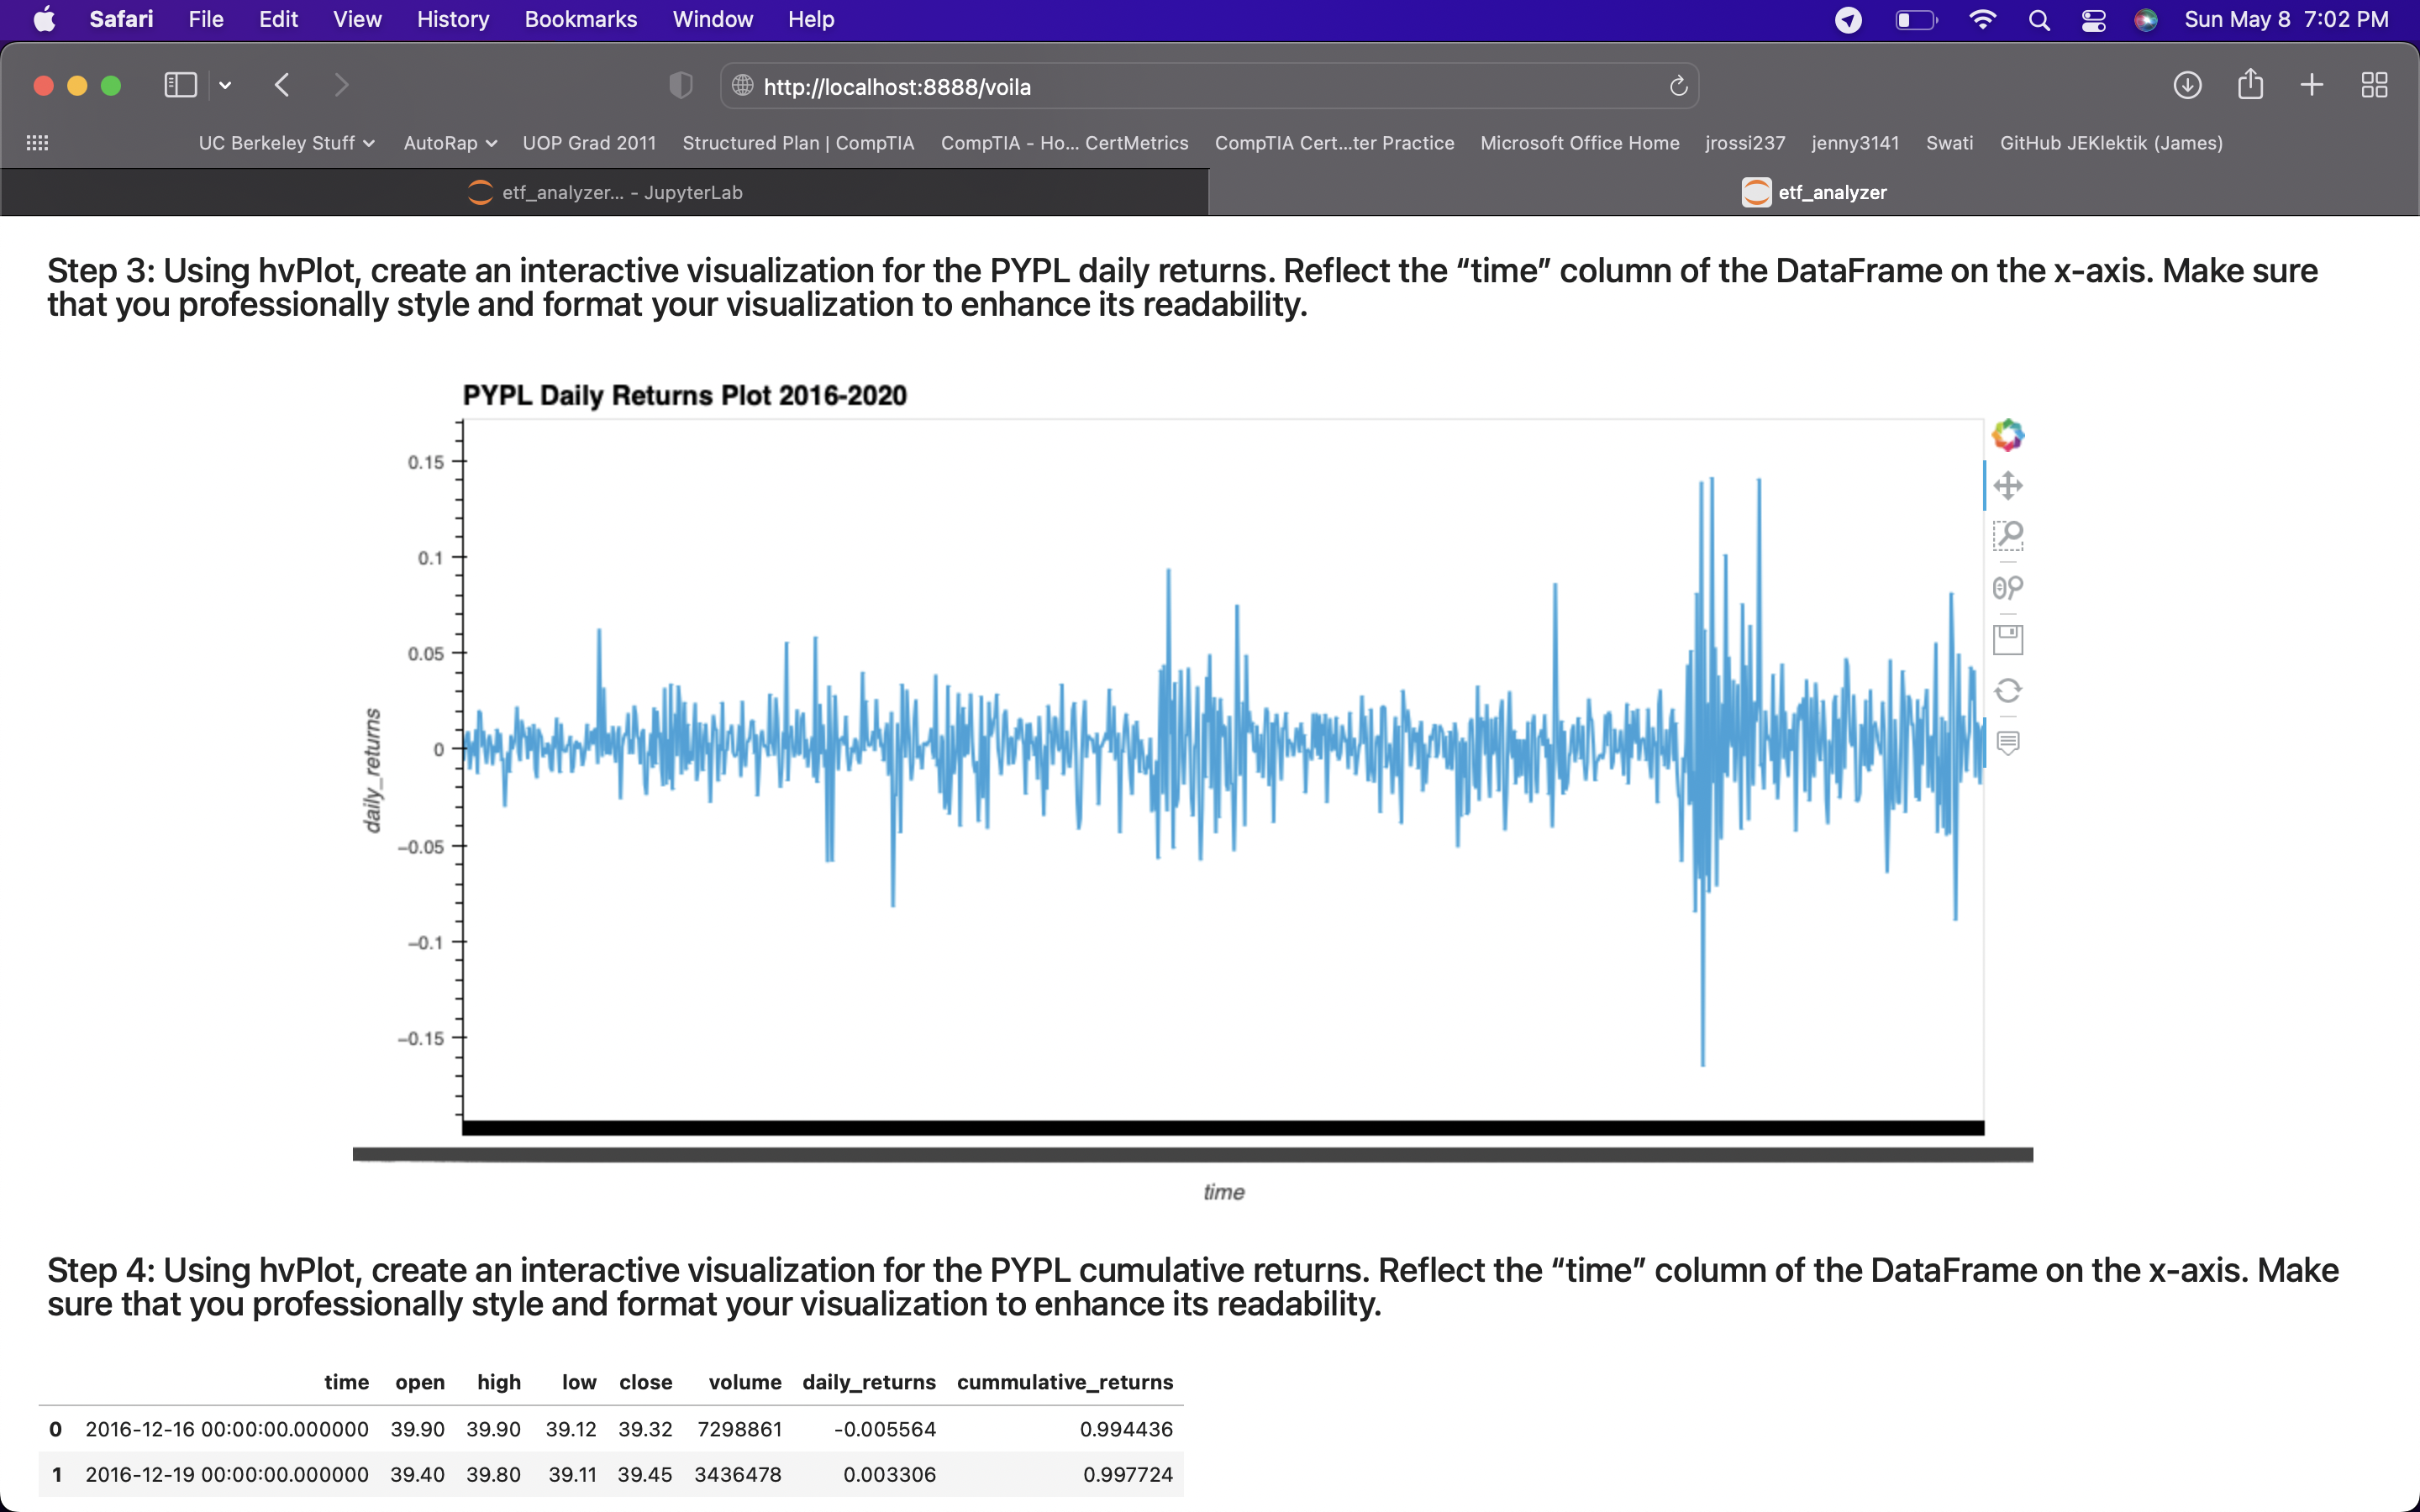 Safari File Edit View History Bookmarks Window Help Sun May 8 7:02 PM
http://localhost:8888/voila
UC Berkeley Stuff AutoRap UOP Grad 2011 Structured Plan | CompTIA CompTIA - Ho... CertMetrics CompTIA Cert...ter Practice Microsoft Office Home jrossi237 jenny3141 Swati GitHub JEKlektik (James)
etf_analyzer... - JupyterLab etf_analyzer
Step 3: Using hvPlot, create an interactive visualization for the PYPL daily returns. Reflect the “time” column of the DataFrame on the x-axis. Make sure
that you professionally style and format your visualization to enhance its readability.
PYPL Daily Returns Plot 2016-2020
0.15
0.1
0.05
0
−0.05
−0.1
−0.15
daily_returns
time
Step 4: Using hvPlot, create an interactive visualization for the PYPL cumulative returns. Reflect the “time” column of the DataFrame on the x-axis. Make
sure that you professionally style and format your visualization to enhance its readability.
time open high low close volume daily_returns cummulative_returns
0 2016-12-16 00:00:00.000000 39.90 39.90 39.12 39.32 7298861 -0.005564 0.994436
1 2016-12-19 00:00:00.000000 39.40 39.80 39.11 39.45 3436478 0.003306 0.997724